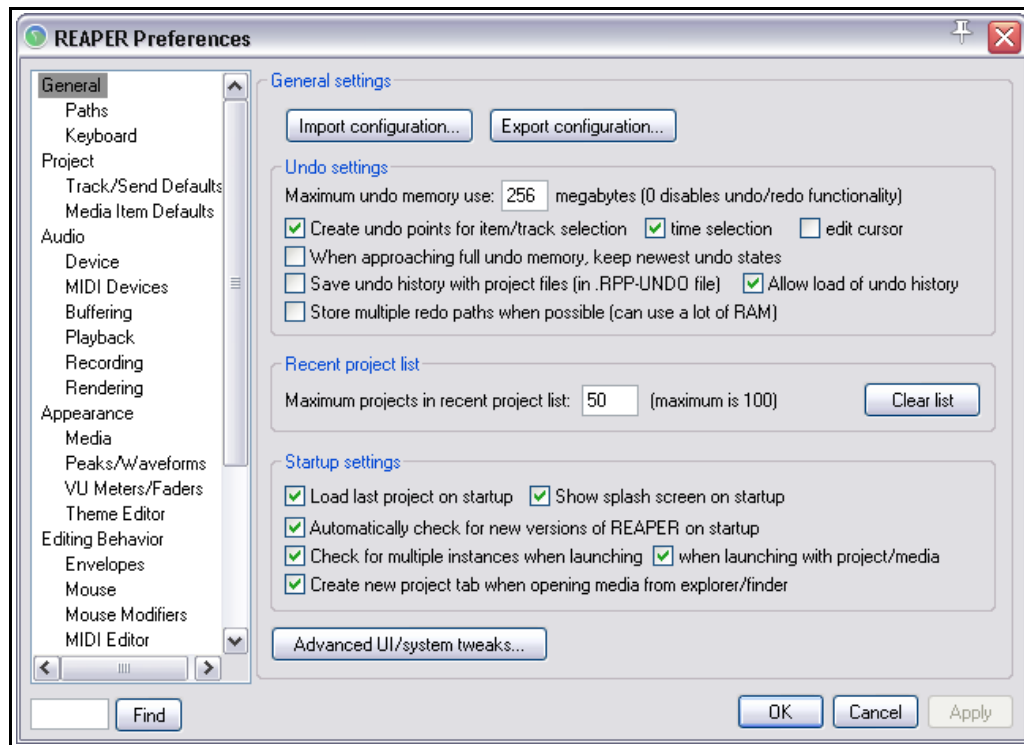 REAPER Preferences
General
Paths
Keyboard
Project
Track/Send Defaults
Media Item Defaults
Audio
Device
MIDI Devices
Buffering
Playback
Recording
Rendering
Appearance
Media
Peaks/Waveforms
VU Meters/Faders
Theme Editor
Editing Behavior
Envelopes
Mouse
Mouse Modifiers
MIDI Editor
Find
General settings
Import configuration... Export configuration...
Undo settings
Maximum undo memory use: 256 megabytes (0 disables undo/redo functionality)
Create undo points for item/track selection time selection edit cursor
When approaching full undo memory, keep newest undo states
Save undo history with project files (in .RPP-UNDO file) Allow load of undo history
Store multiple redo paths when possible (can use a lot of RAM)
Recent project list
Maximum projects in recent project list: 50 (maximum is 100) Clear list
Startup settings
Load last project on startup Show splash screen on startup
Automatically check for new versions of REAPER on startup
Check for multiple instances when launching when launching with project/media
Create new project tab when opening media from explorer/finder
Advanced UI/system tweaks...
OK Cancel Apply